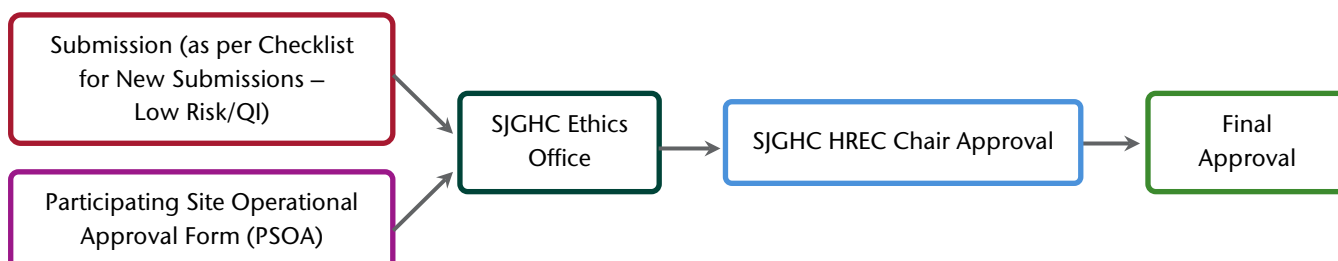 Submission (as per Checklist
for New Submissions –
Low Risk/QI)
Participating Site Operational
Approval Form (PSOA)
SJGHC Ethics
Office
SJGHC HREC Chair Approval
Final
Approval